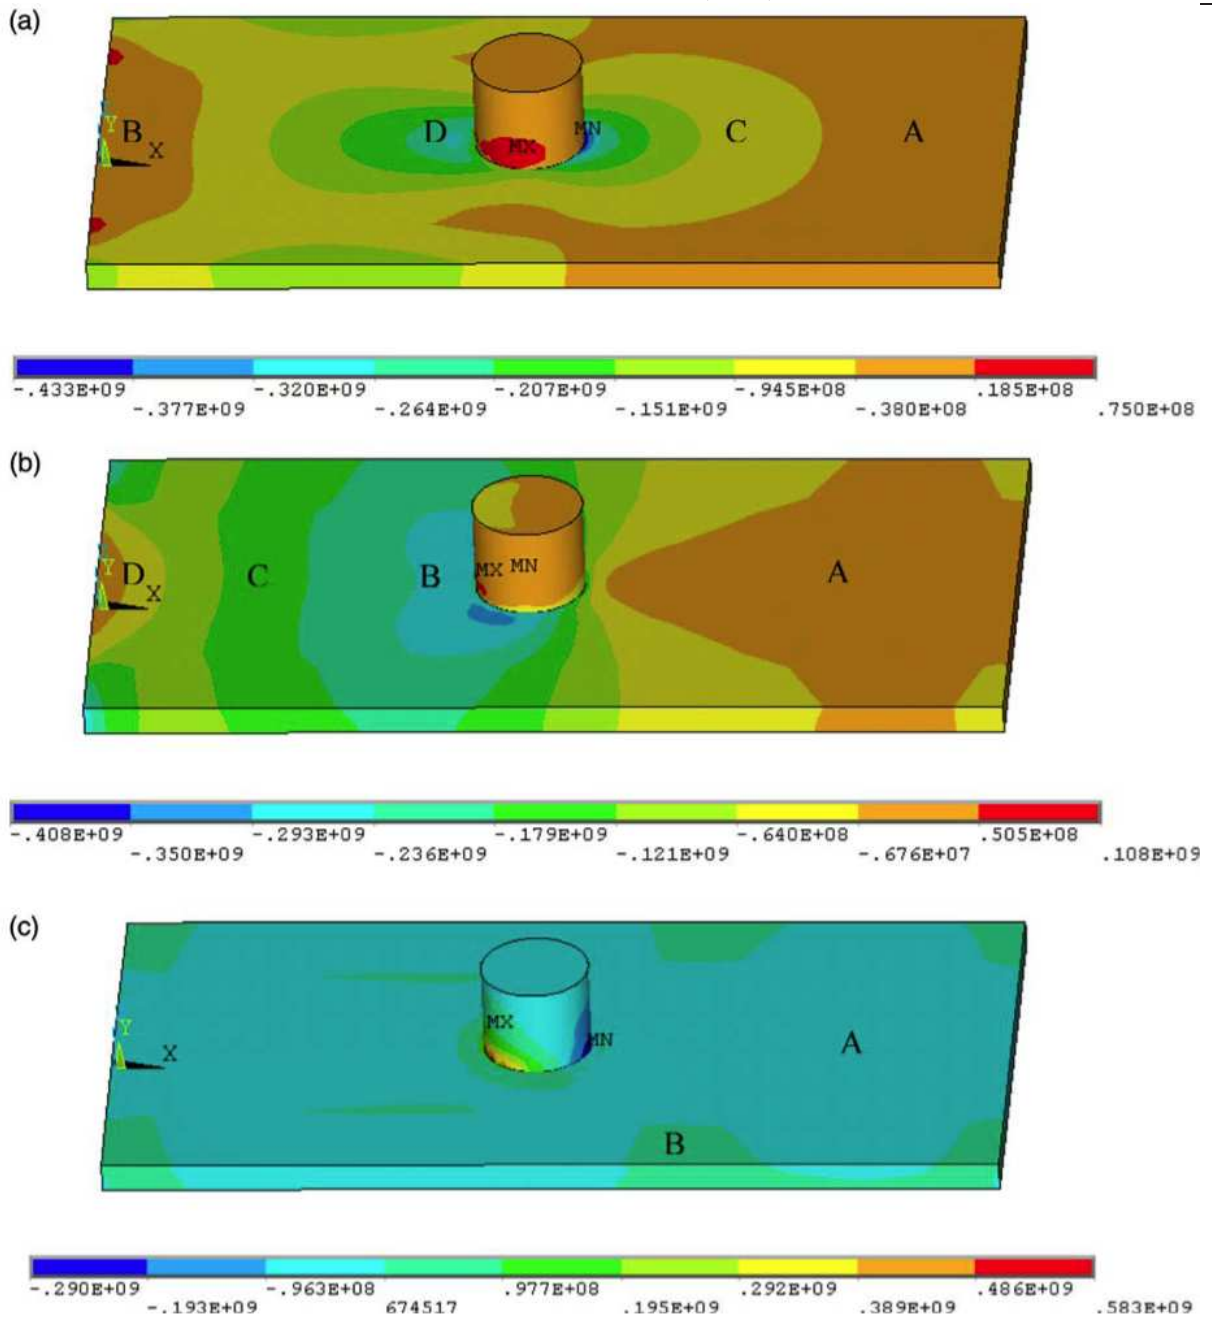 (a)
MN
Y
B
D
C
A
MX
X
-.433E+09 -.320E+09 -.207E+09 -.945E+08 .185E+08
-.377E+09 -.264E+09 -.151E+09 -.380E+08 .750E+08
(b)
Y
D
C
B
MX MN
A
X
-.408E+09 -.293E+09 -.179E+09 -.640E+08 .505E+08
-.350E+09 -.236E+09 -.121E+09 -.676E+07 .108E+09
(c)
MX
Y
MN
A
X
B
-.290E+09 -.963E+08 .977E+08 .292E+09 .486E+09
-.193E+09 674517 .195E+09 .389E+09 .583E+09